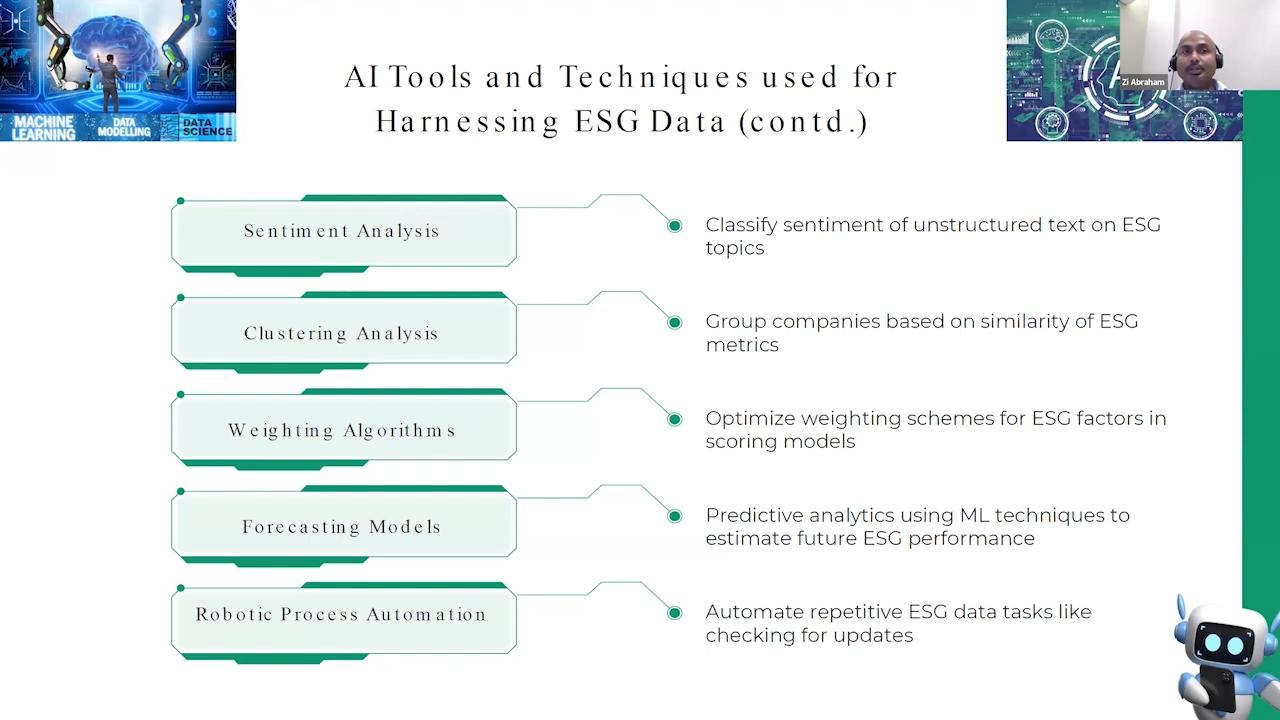 MACHINE
LEARNING
DATA
MODELLING
DATA
SCIENCE
AI Tools and Techniques used for
Harnessing ESG Data (contd.)
Zi Abraham
Sentiment Analysis
Classify sentiment of unstructured text on ESG
topics
Clustering Analysis
Group companies based on similarity of ESG
metrics
Weighting Algorithms
Optimize weighting schemes for ESG factors in
scoring models
Forecasting Models
Predictive analytics using ML techniques to
estimate future ESG performance
Robotic Process Automation
Automate repetitive ESG data tasks like
checking for updates